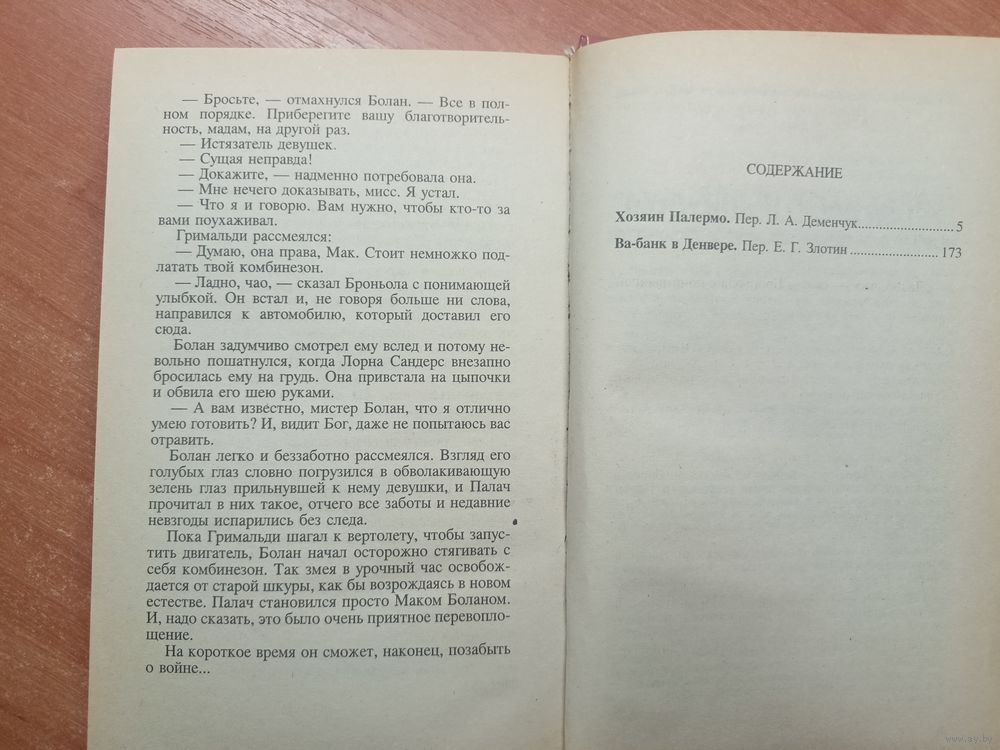 — Бросьте, — отмахнулся Болан. — Все в пол-
ном порядке. Приберегите вашу благотворитель-
ность, мадам, на другой раз.
— Истязатель девушек.
— Сущая неправда!
— Докажите, — надменно потребовала она.
— Мне нечего доказывать, мисс. Я устал.
— Что я и говорю. Вам нужно, чтобы кто-то за
вами поухаживал.
Гримальди рассмеялся:
— Думаю, она права, Мак. Стоит немножко под-
латать твой комбинезон.
— Ладно, чао, — сказал Броньола с понимающей
улыбкой. Он встал и, не говоря больше ни слова,
направился к автомобилю, который доставил его
сюда.
Болан задумчиво смотрел ему вслед и потому не-
вольно пошатнулся, когда Лорна Сандерс внезапно
бросилась ему на грудь. Она привстала на цыпочки
и обвила его шею руками.
— А вам известно, мистер Болан, что я отлично
умею готовить? И, видит Бог, даже не попытаюсь вас
отравить.
Болан легко и беззаботно рассмеялся. Взгляд его
голубых глаз словно погрузился в обволакивающую
зелень глаз прильнувшей к нему девушки, и Палач
прочитал в них такое, отчего все заботы и недавние
невзгоды испарились без следа.
Пока Гримальди шагал к вертолету, чтобы запус-
тить двигатель, Болан начал осторожно стягивать с
себя комбинезон. Так змея в урочный час освобож-
дается от старой шкуры, как бы возрождаясь в новом
естестве. Палач становился просто Маком Боланом.
И, надо сказать, это было очень приятное перевопло-
щение.
На короткое время он сможет, наконец, позабыть
о войне...
СОДЕРЖАНИЕ
Хозяин Палермо. Пер. Л. А. Деменчук........................5
Ва-банк в Денвере. Пер. Е. Г. Злотин........................173
www.ay.by